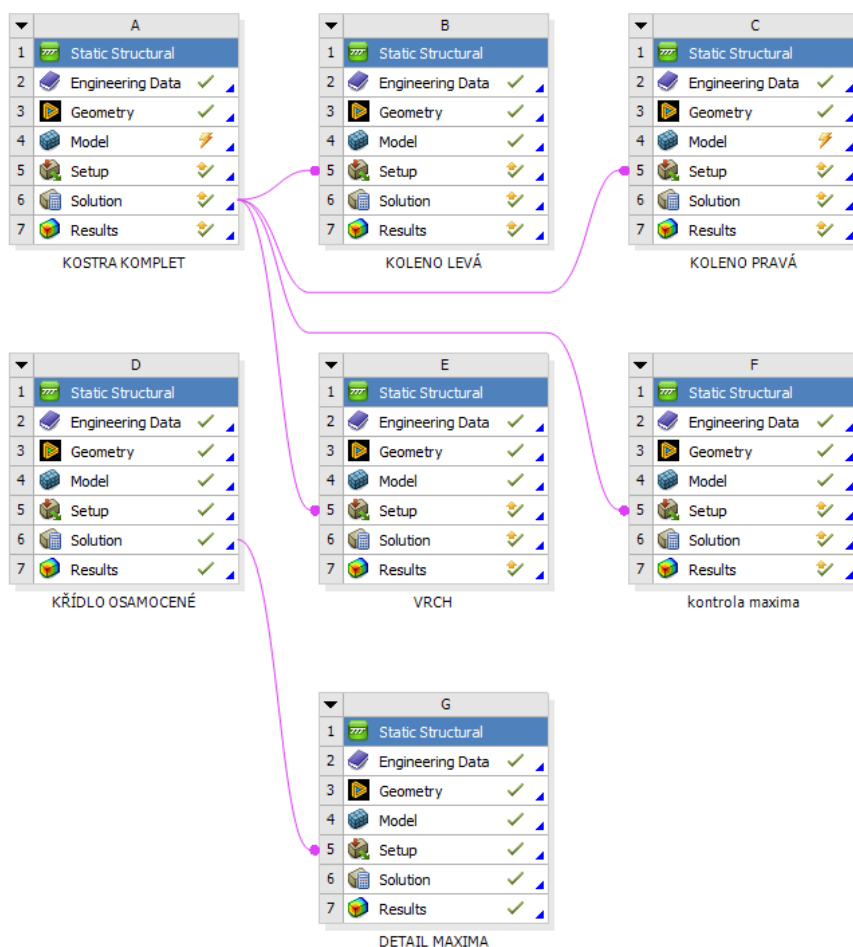 A
1 Static Structural
2 Engineering Data
3 Geometry
4 Model
5 Setup
6 Solution
7 Results
KOSTRA KOMPLET
B
1 Static Structural
2 Engineering Data
3 Geometry
4 Model
5 Setup
6 Solution
7 Results
KOLENO LEVÁ
C
1 Static Structural
2 Engineering Data
3 Geometry
4 Model
5 Setup
6 Solution
7 Results
KOLENO PRAVÁ
D
1 Static Structural
2 Engineering Data
3 Geometry
4 Model
5 Setup
6 Solution
7 Results
KŘÍDLO OSAMOCENÉ
E
1 Static Structural
2 Engineering Data
3 Geometry
4 Model
5 Setup
6 Solution
7 Results
VRCH
F
1 Static Structural
2 Engineering Data
3 Geometry
4 Model
5 Setup
6 Solution
7 Results
kontrola maxima
G
1 Static Structural
2 Engineering Data
3 Geometry
4 Model
5 Setup
6 Solution
7 Results
DETAIL MAXIMA